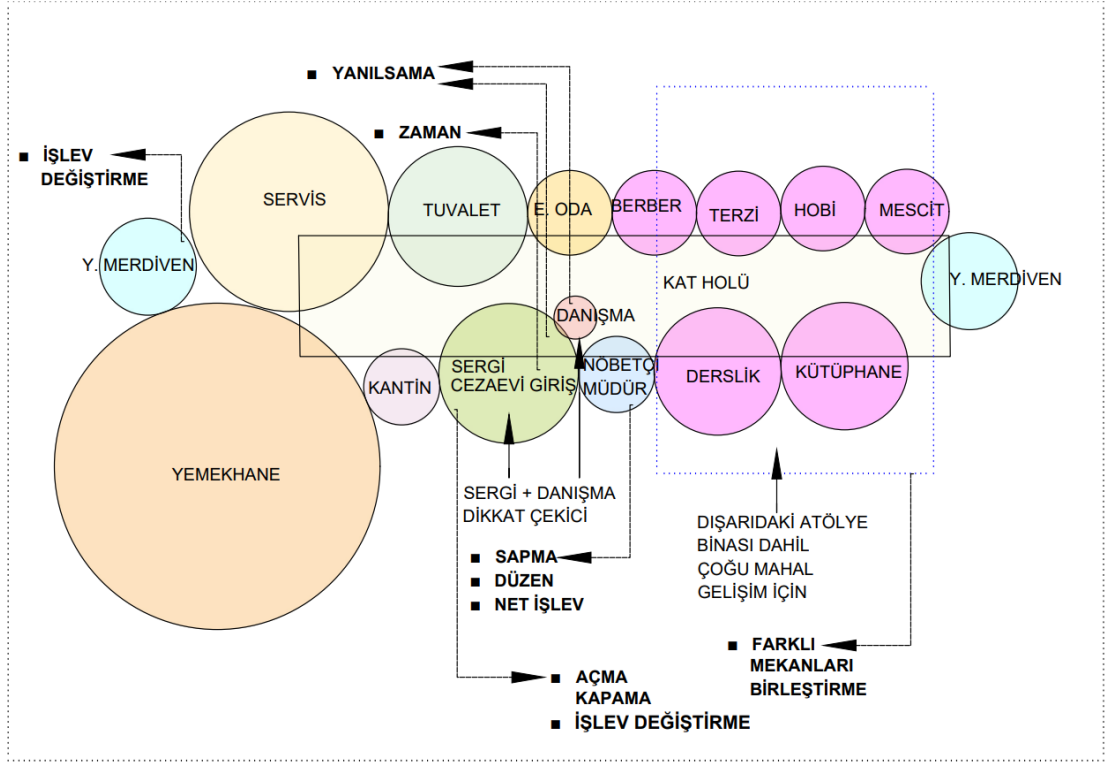 ■ YANILSAMA
■ ZAMAN
■ İŞLEV
DEĞİŞTİRME
SERVİS
TUVALET
E. ODA
BERBER
TERZİ
HOBİ
MESCİT
Y. MERDİVEN
KAT HOLÜ
Y. MERDİVEN
DANIŞMA
KANTİN
SERGİ
CEZAEVİ GİRİŞ
NÖBETÇİ
MÜDÜR
DERSLİK
KÜTÜPHANE
YEMEKHANE
SERGİ + DANIŞMA
DİKKAT ÇEKİCİ
DIŞARIDAKİ ATÖLYE
BİNASI DAHİL
ÇOĞU MAHAL
GELİŞİM İÇİN
■ SAPMA
■ DÜZEN
■ NET İŞLEV
■ FARKLI
MEKANLARI
BİRLEŞTİRME
■ AÇMA
KAPAMA
■ İŞLEV DEĞİŞTİRME